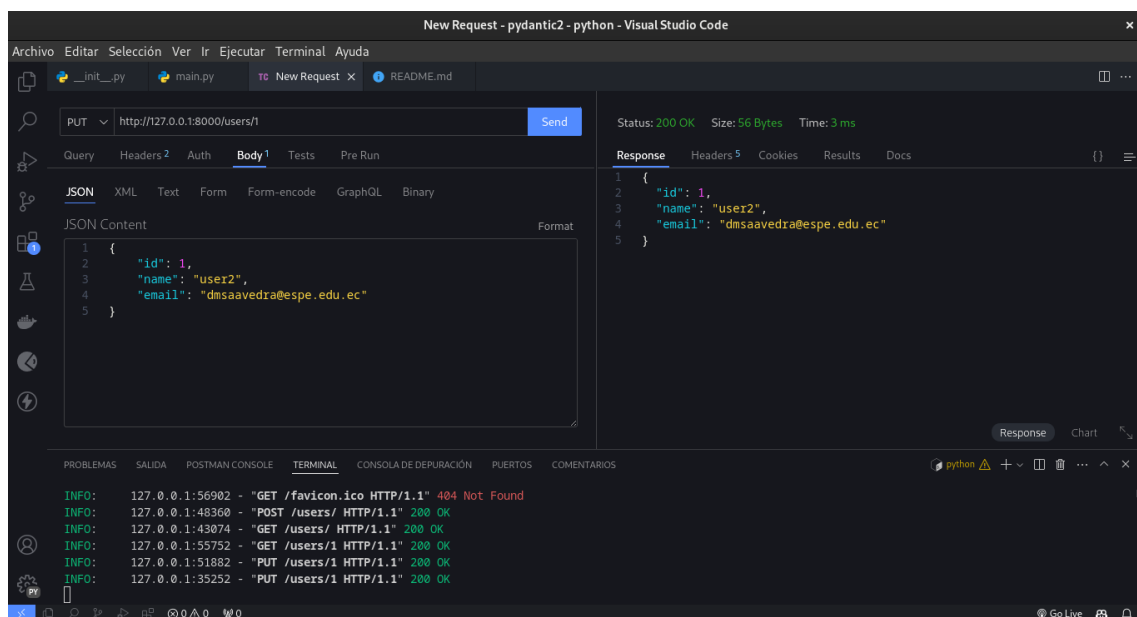 New Request - pydantic2 - python - Visual Studio Code ×
Archivo Editar Selección Ver Ir Ejecutar Terminal Ayuda
__init__.py main.py TC New Request × README.md
PUT http://127.0.0.1:8000/users/1 Send
Query Headers 2 Auth Body 1 Tests Pre Run
JSON XML Text Form Form-encode GraphQL Binary
JSON Content Format
1 {
2 "id": 1,
3 "name": "user2",
4 "email": "dmsaavedra@espe.edu.ec"
5 }
Status: 200 OK Size: 56 Bytes Time: 3 ms
Response Headers 5 Cookies Results Docs {}
1 {
2 "id": 1,
3 "name": "user2",
4 "email": "dmsaavedra@espe.edu.ec"
5 }
Response Chart
1
PROBLEMAS SALIDA POSTMAN CONSOLE TERMINAL CONSOLA DE DEPURACIÓN PUERTOS COMENTARIOS python
INFO: 127.0.0.1:56902 - "GET /favicon.ico HTTP/1.1" 404 Not Found
INFO: 127.0.0.1:48360 - "POST /users/ HTTP/1.1" 200 OK
INFO: 127.0.0.1:43074 - "GET /users/ HTTP/1.1" 200 OK
INFO: 127.0.0.1:55752 - "GET /users/1 HTTP/1.1" 200 OK
INFO: 127.0.0.1:51882 - "PUT /users/1 HTTP/1.1" 200 OK
INFO: 127.0.0.1:35252 - "PUT /users/1 HTTP/1.1" 200 OK
PY
0 0 0 Go Live